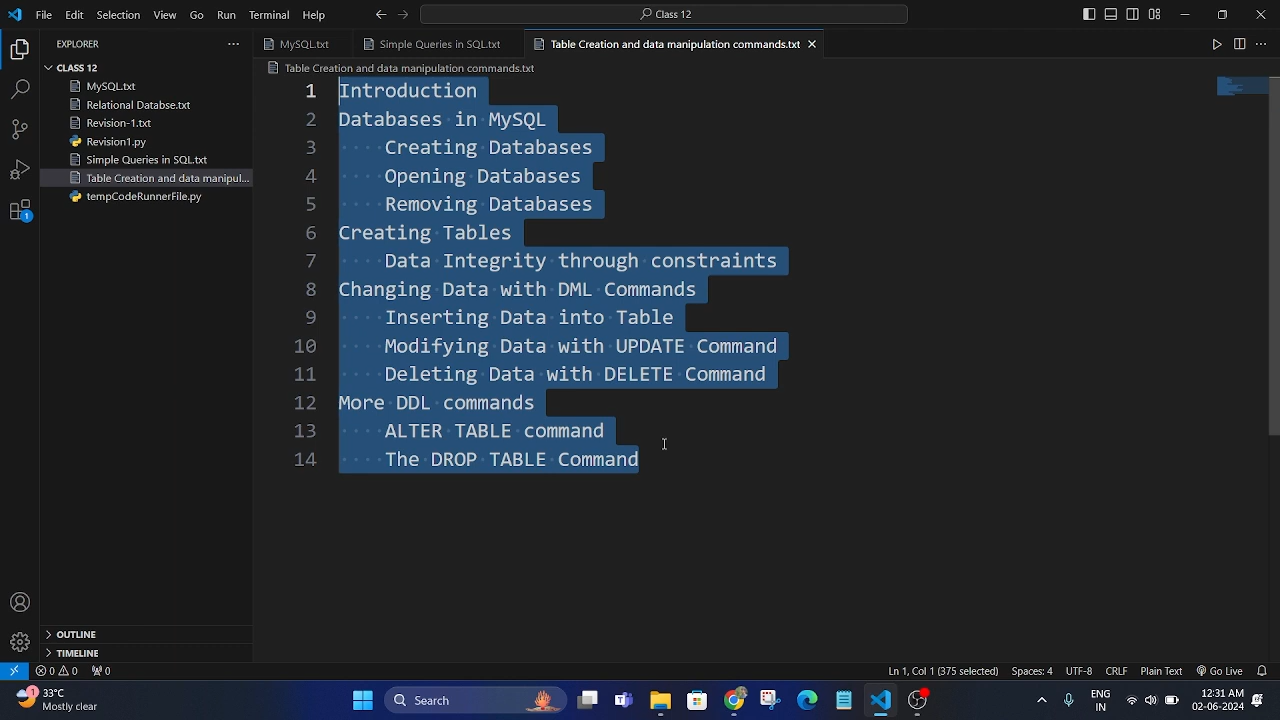 File Edit Selection View Go Run Terminal Help
Class 12
EXPLORER
MySQL.txt
Simple Queries in SQL.txt
Table Creation and data manipulation commands.txt
CLASS 12
MySQL.txt
Relational Databse.txt
Revision-1.txt
Revision1.py
Simple Queries in SQL.txt
Table Creation and data manipul...
tempCodeRunnerFile.py
OUTLINE
TIMELINE
Table Creation and data manipulation commands.txt
1 Introduction
2 Databases in MySQL
3 Creating Databases
4 Opening Databases
5 Removing Databases
6 Creating Tables
7 Data Integrity through constraints
8 Changing Data with DML Commands
9 Inserting Data into Table
10 Modifying Data with UPDATE Command
11 Deleting Data with DELETE Command
12 More DDL commands
13 ALTER TABLE command
14 The DROP TABLE Command
1
0 0 0
Ln 1, Col 1 (375 selected) Spaces: 4 UTF-8 CRLF Plain Text Go Live
1
33°C
Mostly clear
Search
ENG
IN
12:31 AM
02-06-2024